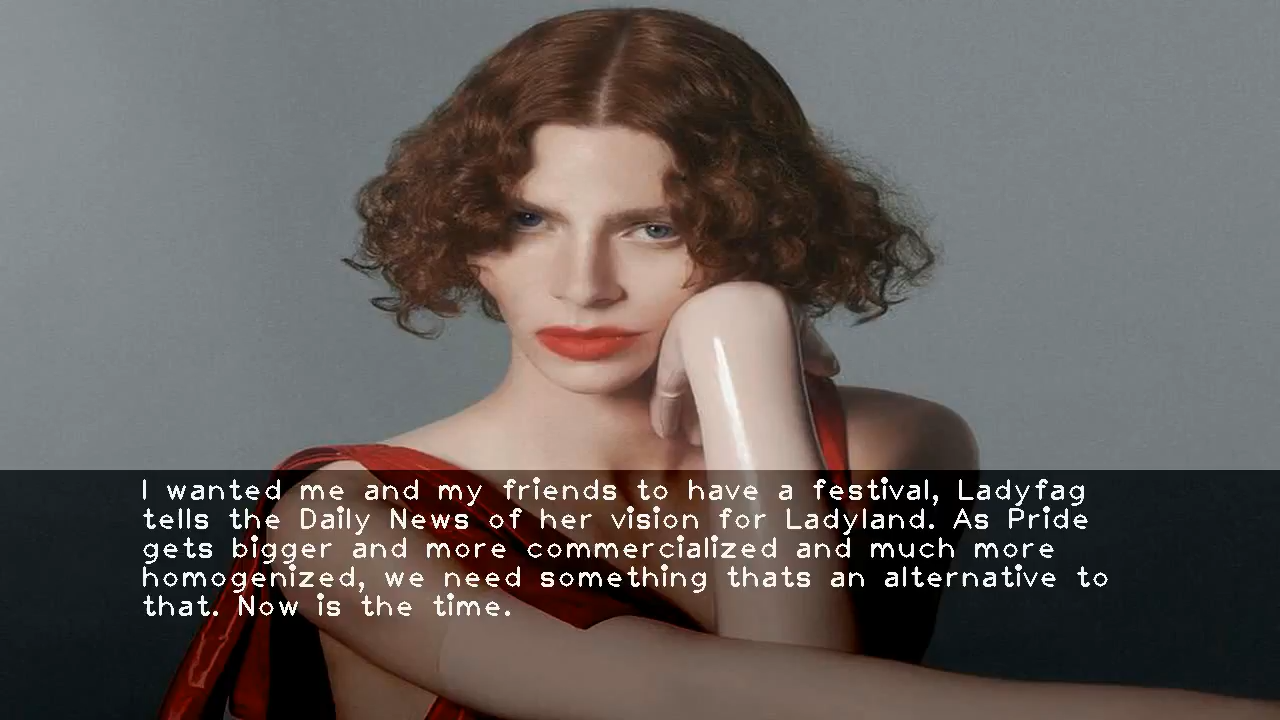 I wanted me and my friends to have a festival, Ladyfag
tells the Daily News of her vision for Ladyland. As Pride
gets bigger and more commercialized and much more
homogenized, we need something thats an alternative to
that. Now is the time.